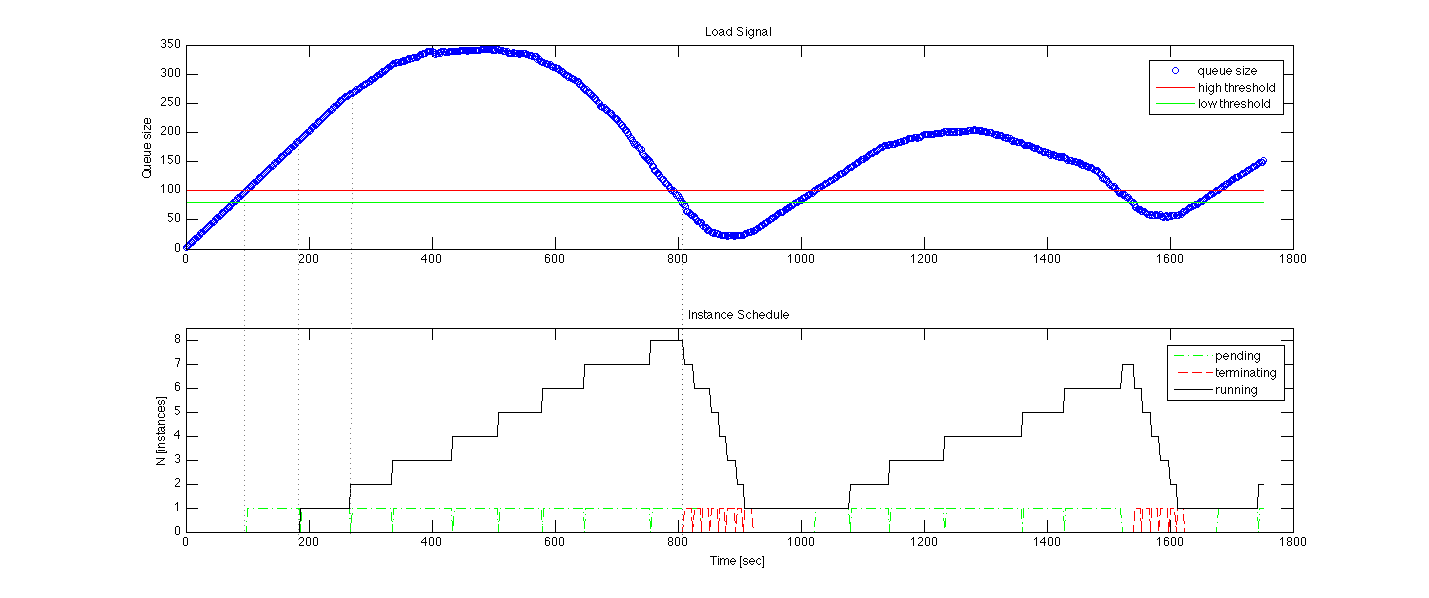 Load Signal
350
300
250
200
150
100
50
0
Queue size
queue size
high threshold
low threshold
0 200 400 600 800 1000 1200 1400 1600 1800
Instance Schedule
8
7
6
5
4
3
2
1
0
N [instances]
pending
terminating
running
0 200 400 600 800 1000 1200 1400 1600 1800
Time [sec]